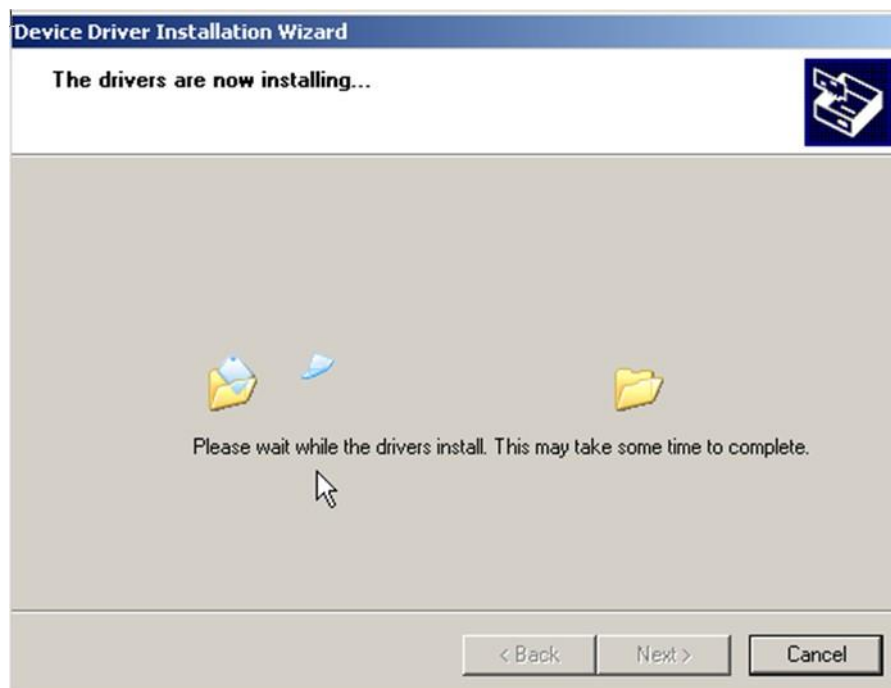 Device Driver Installation Wizard
The drivers are now installing...
Please wait while the drivers install. This may take some time to complete.
< Back
Next >
Cancel